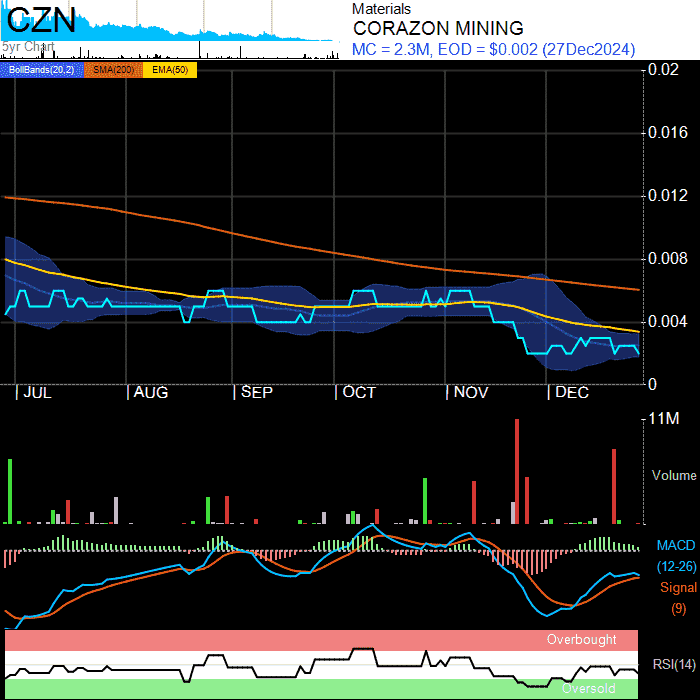 CZN
5yr Chart
Materials
CORAZON MINING
MC = 2.3M, EOD = $0.002 (27Dec2024)
BollBands(20,2) SMA(200) EMA(50)
0.02
0.016
0.012
0.008
0.004
0
JUL AUG SEP OCT NOV DEC
11M
Volume
MACD
(12-26)
Signal
(9)
Overbought
RSI(14)
Oversold